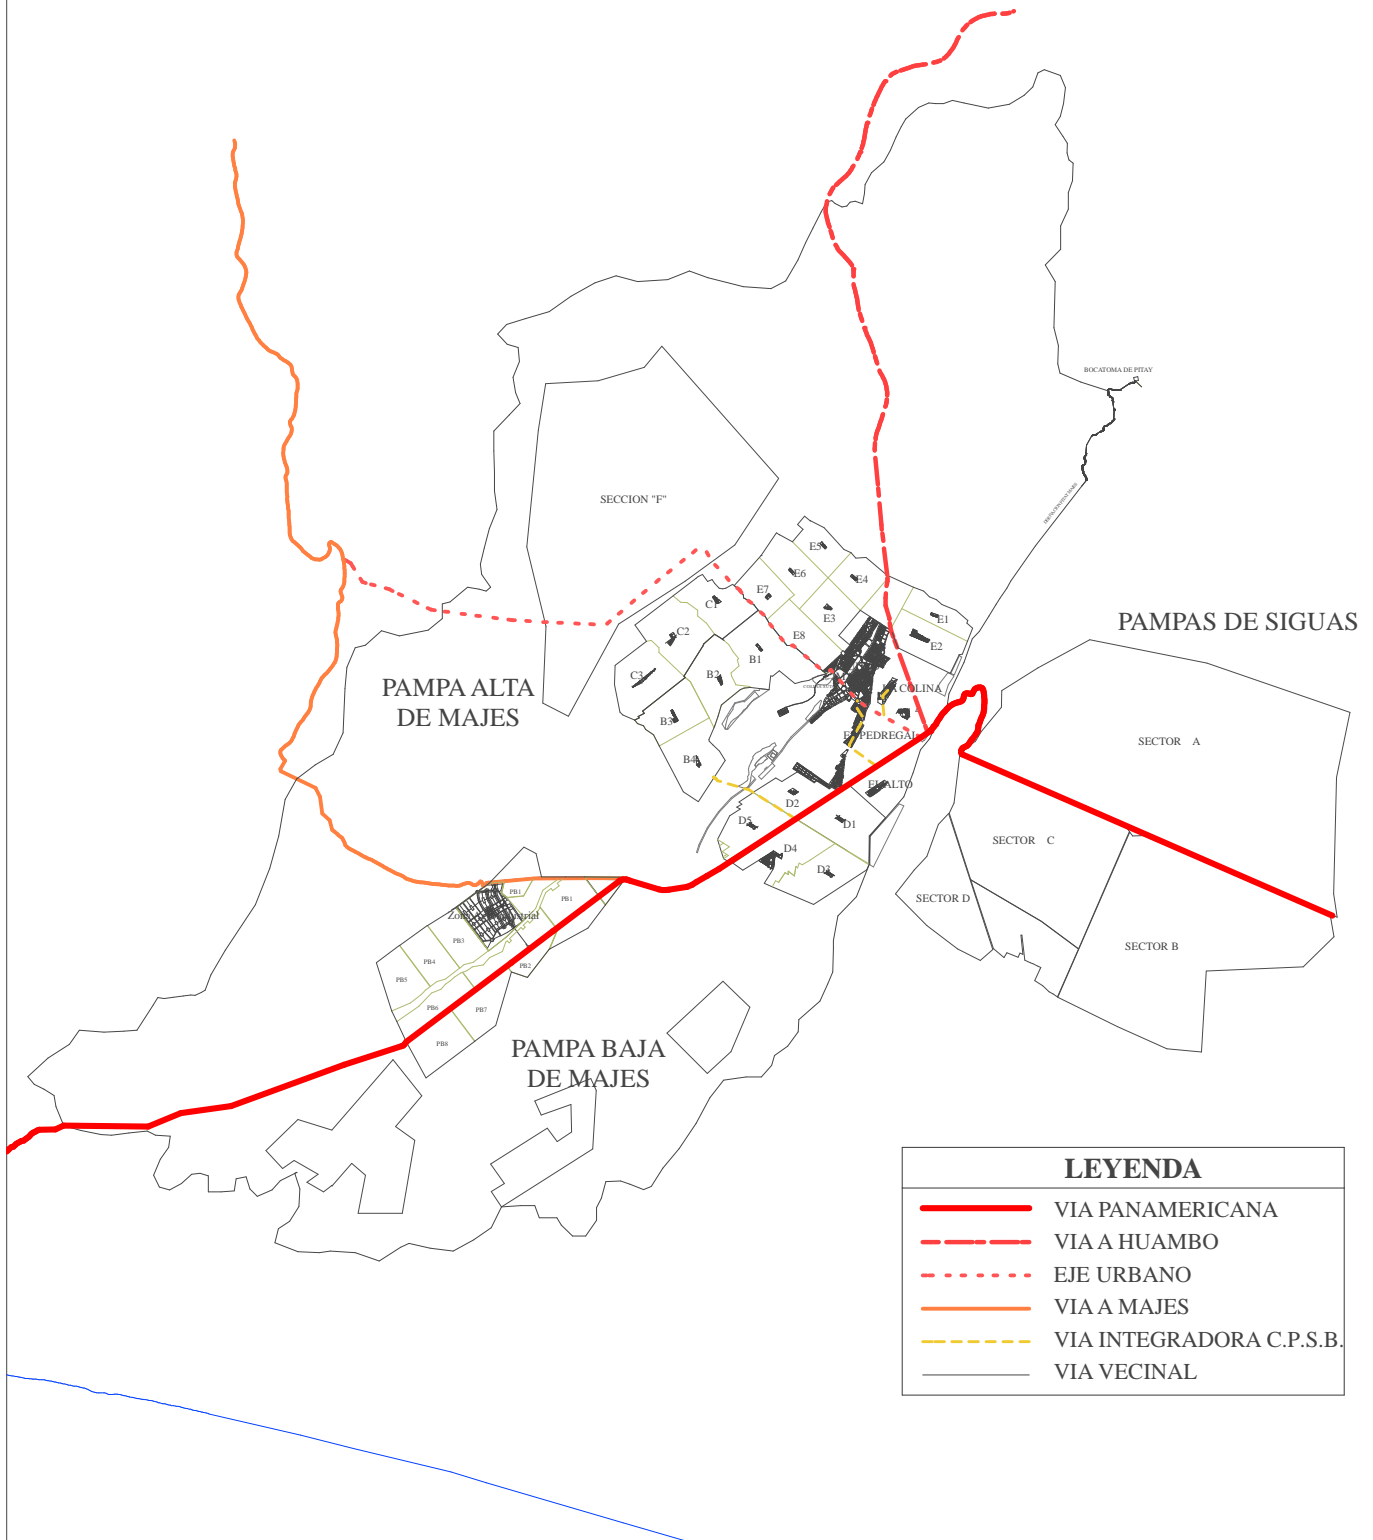 BOCATOMA DE PITAY
SECCION "F"
E5
E6
E4
E7
C1
E3
E1
E8
E2
C2
B1
C3
B2
PAMPAS DE SIGUAS
PAMPA ALTA
DE MAJES
LA COLINA
B3
EL PEDREGAL
SECTOR A
B4
EL ALTO
D2
D5
D1
D4
D3
SECTOR C
SECTOR D
SECTOR B
PB1
PB1
PB3
PB4
PB2
PB5
PB6
PB7
PB8
PAMPA BAJA
DE MAJES
LEYENDA
VIA PANAMERICANA
VIA A HUAMBO
EJE URBANO
VIA A MAJES
VIA INTEGRADORA C.P.S.B.
VIA VECINAL